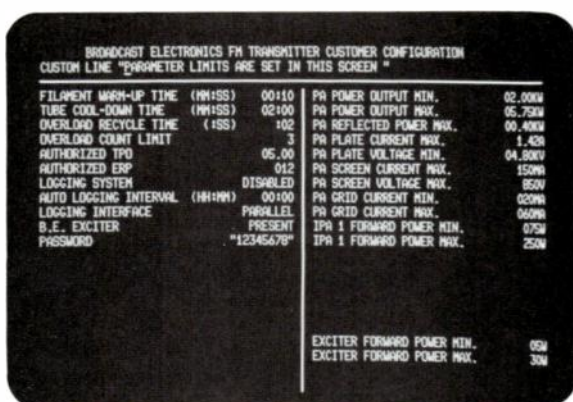 BROADCAST ELECTRONICS FM TRANSMITTER CUSTOMER CONFIGURATION
CUSTOM LINE "PARAMETER LIMITS ARE SET IN THIS SCREEN "
FILAMENT WARM-UP TIME (MM:SS) 00:10
TUBE COOL-DOWN TIME (MM:SS) 02:00
OVERLOAD RECYCLE TIME (:SS) :02
OVERLOAD COUNT LIMIT 3
AUTHORIZED TPO 05.00
AUTHORIZED ERP 012
LOGGING SYSTEM DISABLED
AUTO LOGGING INTERVAL (HH:MM) 00:00
LOGGING INTERFACE PARALLEL
B.E. EXCITER PRESENT
PASSWORD "12345678"
PA POWER OUTPUT MIN. 02.00KW
PA POWER OUTPUT MAX. 05.75KW
PA REFLECTED POWER MAX. 00.40KW
PA PLATE CURRENT MAX. 1.42A
PA PLATE VOLTAGE MIN. 04.80KV
PA SCREEN CURRENT MAX. 150MA
PA SCREEN VOLTAGE MAX. 850V
PA GRID CURRENT MIN 020MA
PA GRID CURRENT MAX. 060MA
IPA 1 FORWARD POWER MIN. 075W
IPA 1 FORWARD POWER MAX. 250W
EXCITER FORWARD POWER MIN. 05W
EXCITER FORWARD POWER MAX. 30W